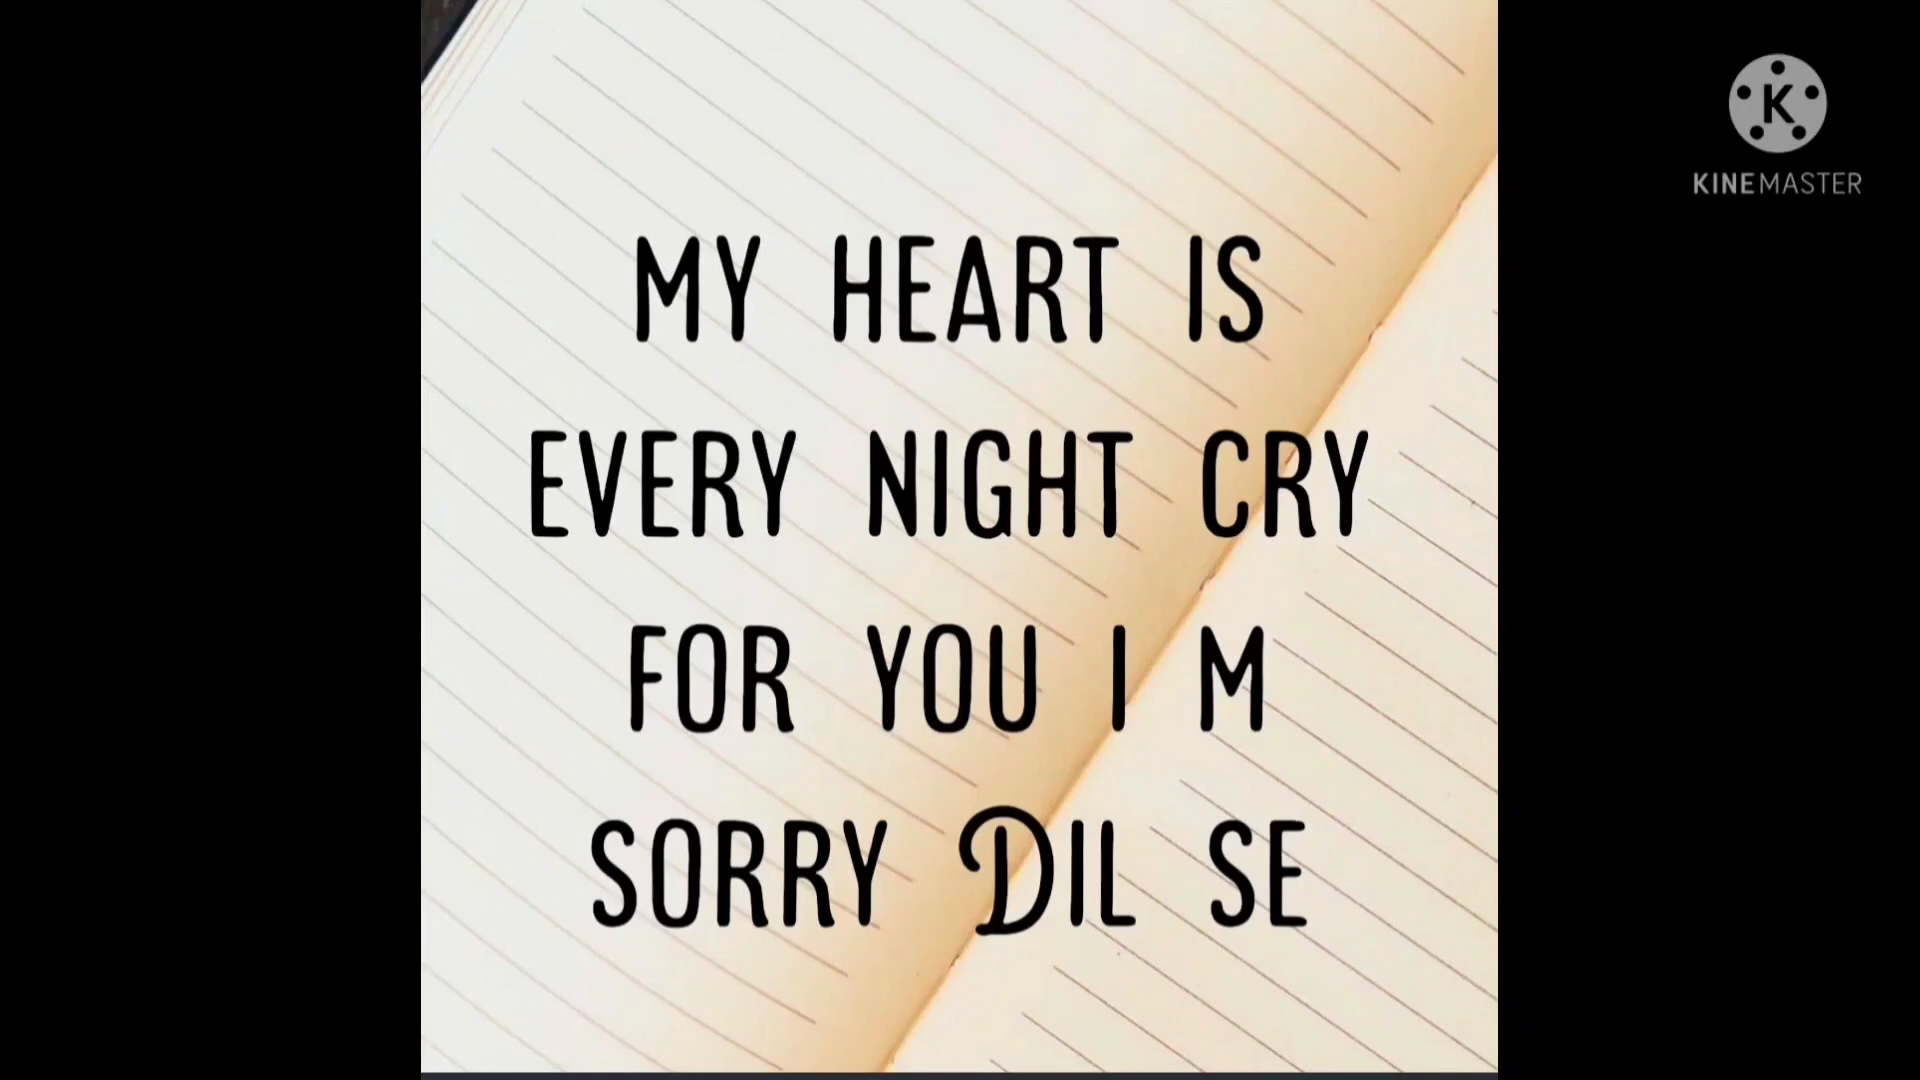 MY HEART IS
EVERY NIGHT CRY
FOR YOU I M
SORRY DIL SE
K
KINEMASTER